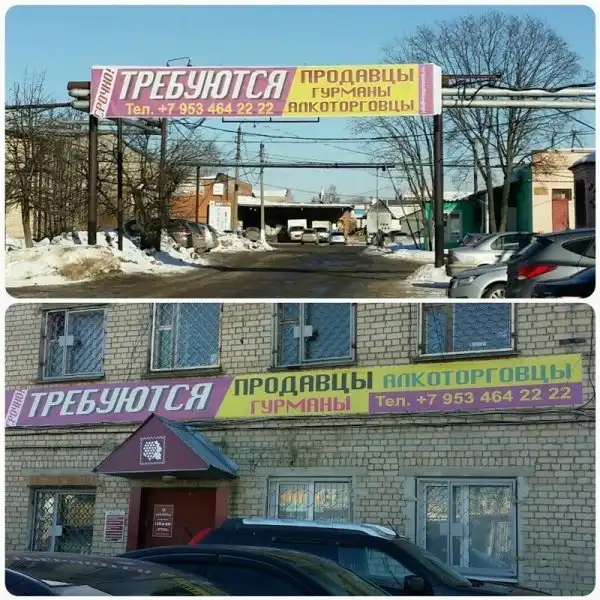 СРОЧНО!
ТРЕБУЮТСЯ
Тел. +7 953 464 22 22
ПРОДАВЦЫ
ГУРМАНЫ
АЛКОТОРГОВЦЫ
СРОЧНО!
ТРЕБУЮТСЯ
ПРОДАВЦЫ АЛКОТОРГОВЦЫ
ГУРМАНЫ Тел. +7 953 464 22 22